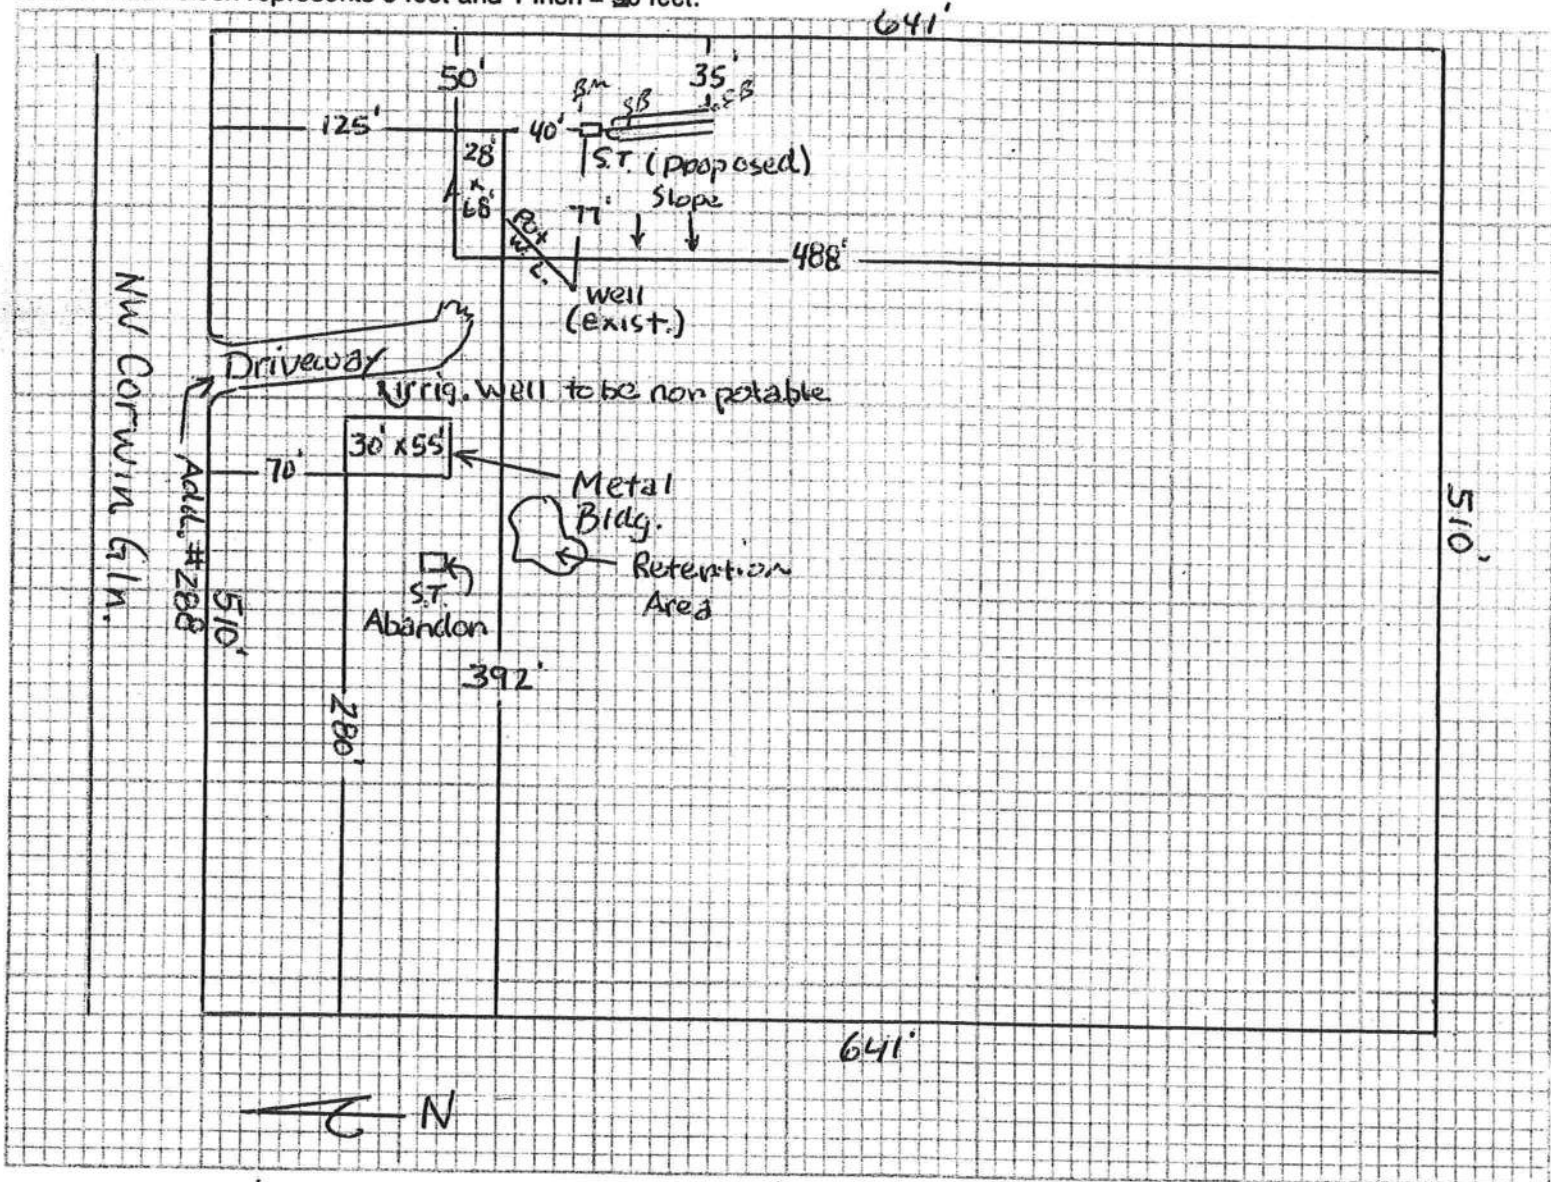 represents 5 feet and 1 inch = feet.
641'
50'
35'
B.M
SB
SB
125'
40'
28'
x
68'
S.T. (proposed)
Slope
77'
Pot
W.L.
488'
well
(exist.)
Driveway
irrig. well to be non potable
30' x 55'
70'
Metal
Bldg.
Retention
Area
S.T.
Abandon
392'
280'
NW Corwin Gln.
Add. #288
510'
510'
641'
N